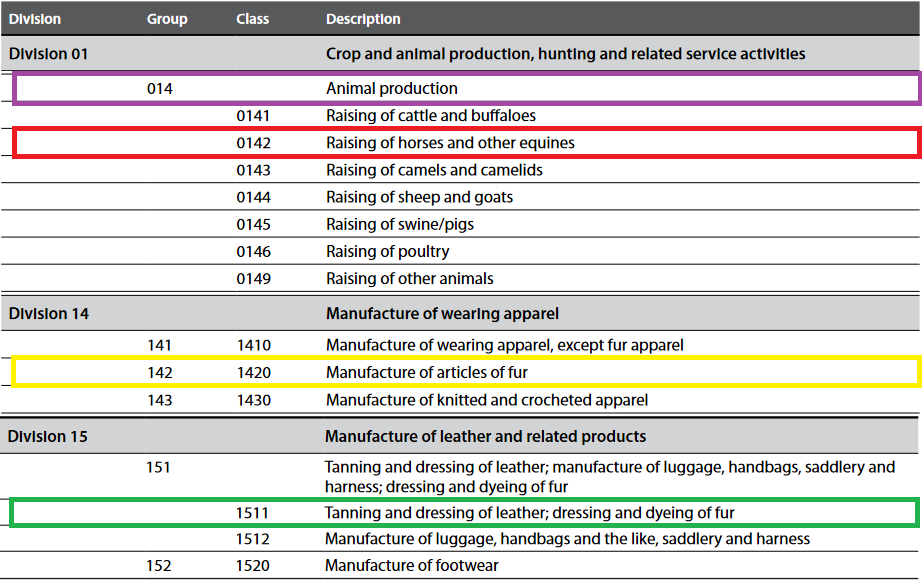 Division Group Class Description
Division 01 Crop and animal production, hunting and related service activities
014 Animal production
0141 Raising of cattle and buffaloes
0142 Raising of horses and other equines
0143 Raising of camels and camelids
0144 Raising of sheep and goats
0145 Raising of swine/pigs
0146 Raising of poultry
0149 Raising of other animals
Division 14 Manufacture of wearing apparel
141 1410 Manufacture of wearing apparel, except fur apparel
142 1420 Manufacture of articles of fur
143 1430 Manufacture of knitted and crocheted apparel
Division 15 Manufacture of leather and related products
151 Tanning and dressing of leather; manufacture of luggage, handbags, saddlery and
harness; dressing and dyeing of fur
1511 Tanning and dressing of leather; dressing and dyeing of fur
1512 Manufacture of luggage, handbags and the like, saddlery and harness
152 1520 Manufacture of footwear